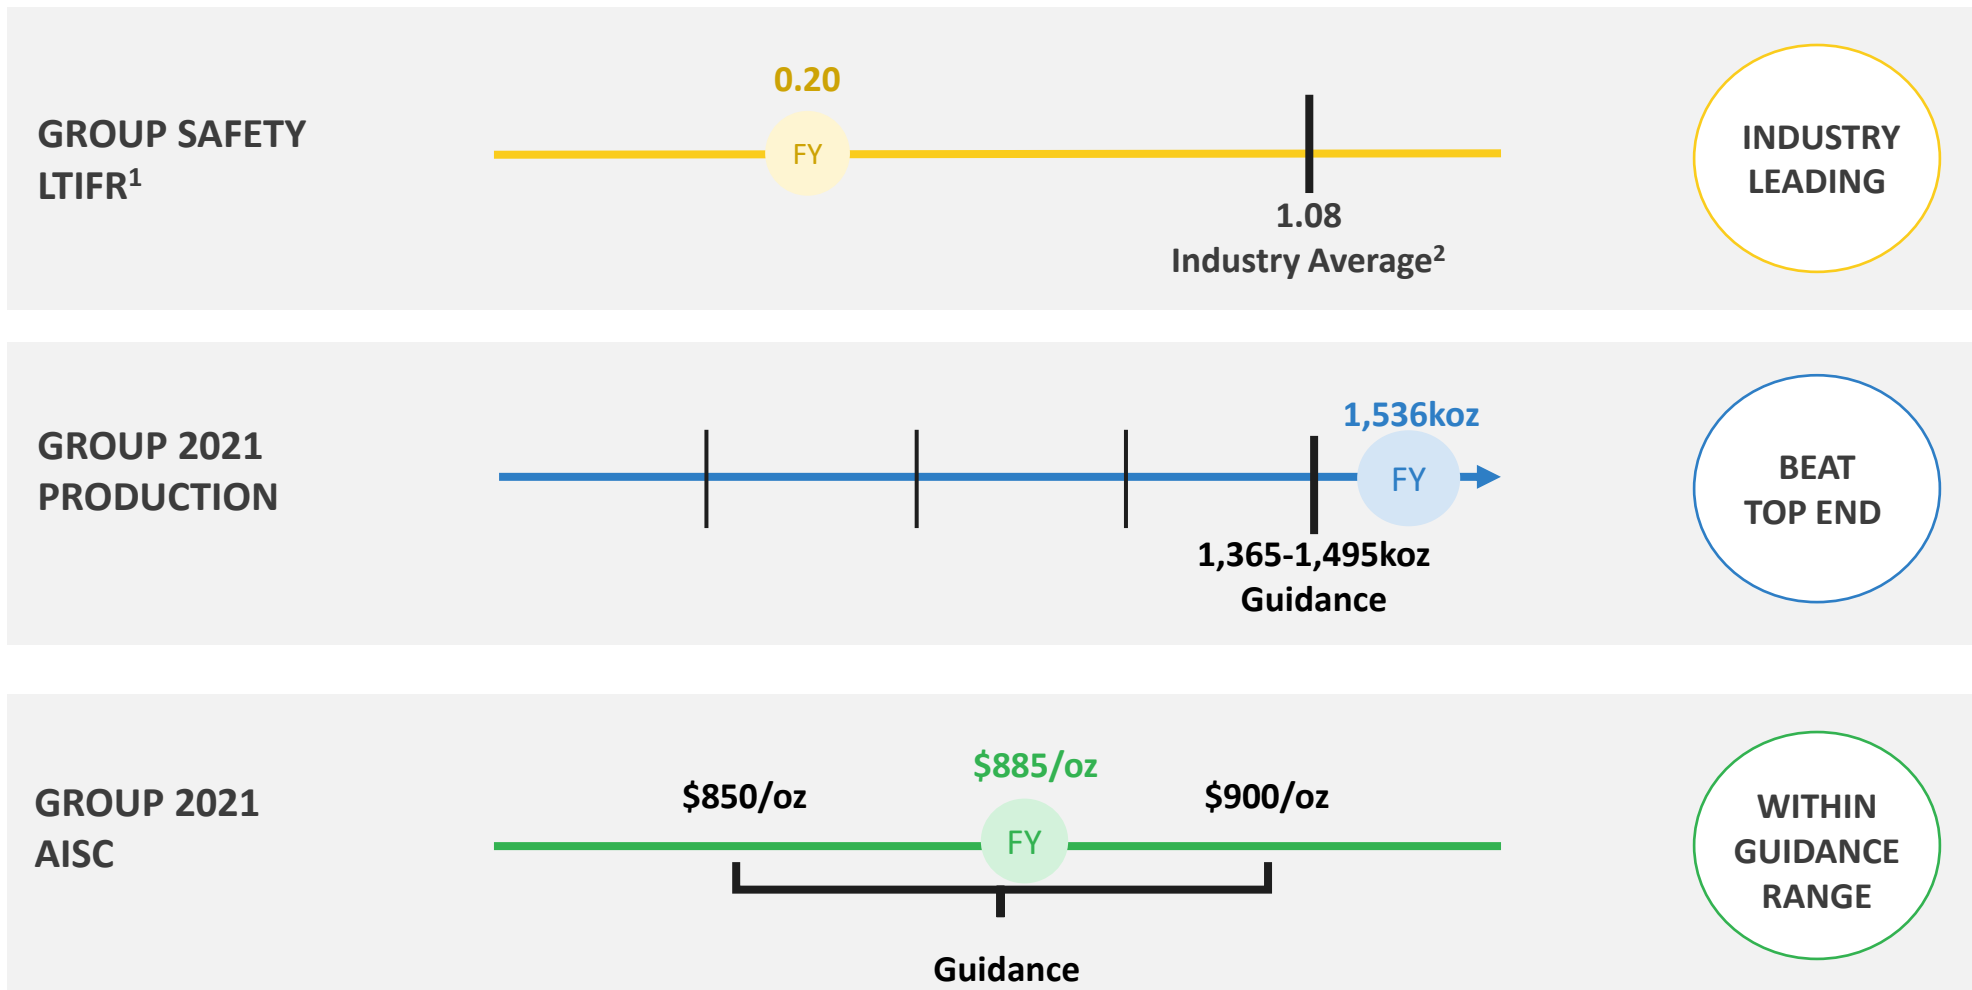 GROUP SAFETY
LTIFR¹
0.20
FY
1.08
Industry Average²
INDUSTRY
LEADING
GROUP 2021
PRODUCTION
1,536koz
FY
1,365-1,495koz
Guidance
BEAT
TOP END
GROUP 2021
AISC
$850/oz
$885/oz
FY
$900/oz
Guidance
WITHIN
GUIDANCE
RANGE